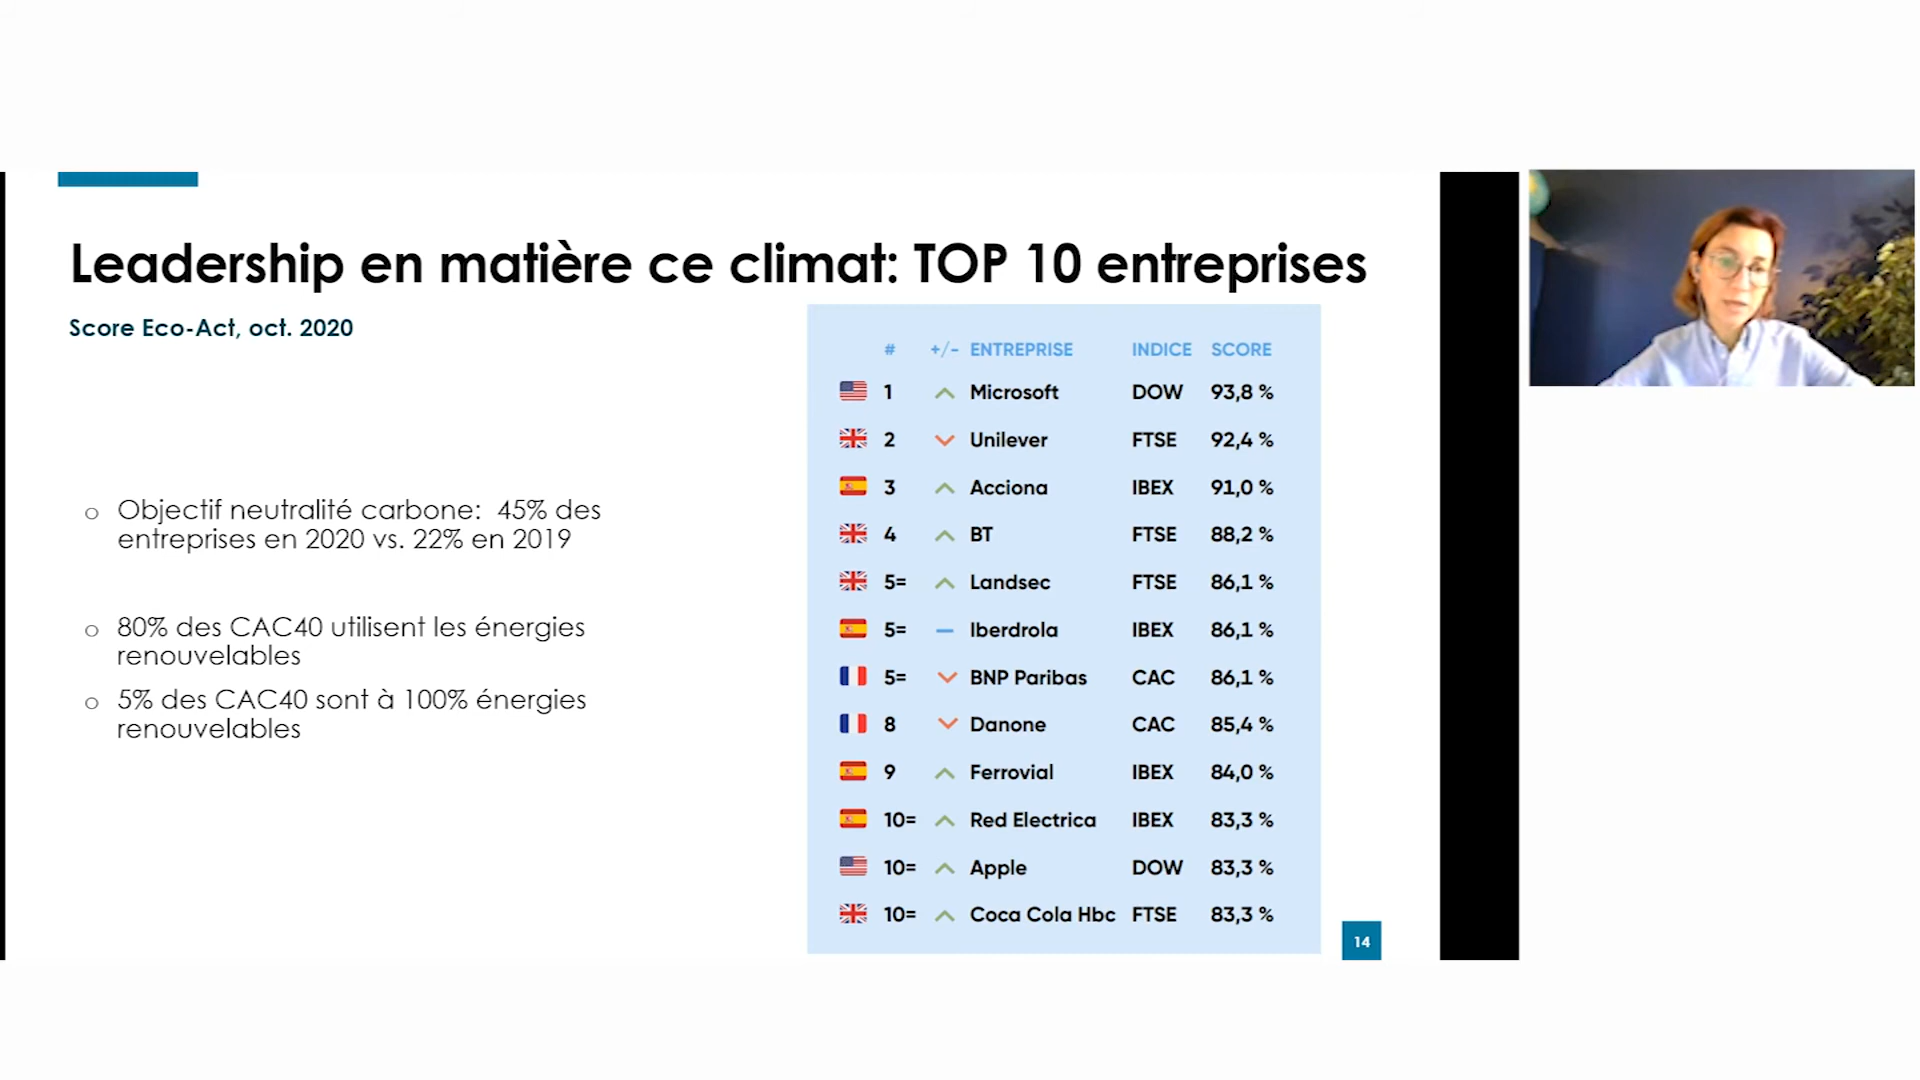 Leadership en matière ce climat: TOP 10 entreprises
Score Eco-Act, oct. 2020
o Objectif neutralité carbone: 45% des
entreprises en 2020 vs. 22% en 2019
o 80% des CAC40 utilisent les énergies
renouvelables
o 5% des CAC40 sont à 100% énergies
renouvelables
# +/- ENTREPRISE INDICE SCORE
1 Microsoft DOW 93,8 %
2 Unilever FTSE 92,4 %
3 Acciona IBEX 91,0 %
4 BT FTSE 88,2 %
5= Landsec FTSE 86,1 %
5= Iberdrola IBEX 86,1 %
5= BNP Paribas CAC 86,1 %
8 Danone CAC 85,4 %
9 Ferrovial IBEX 84,0 %
10= Red Electrica IBEX 83,3 %
10= Apple DOW 83,3 %
10= Coca Cola Hbc FTSE 83,3 %
14